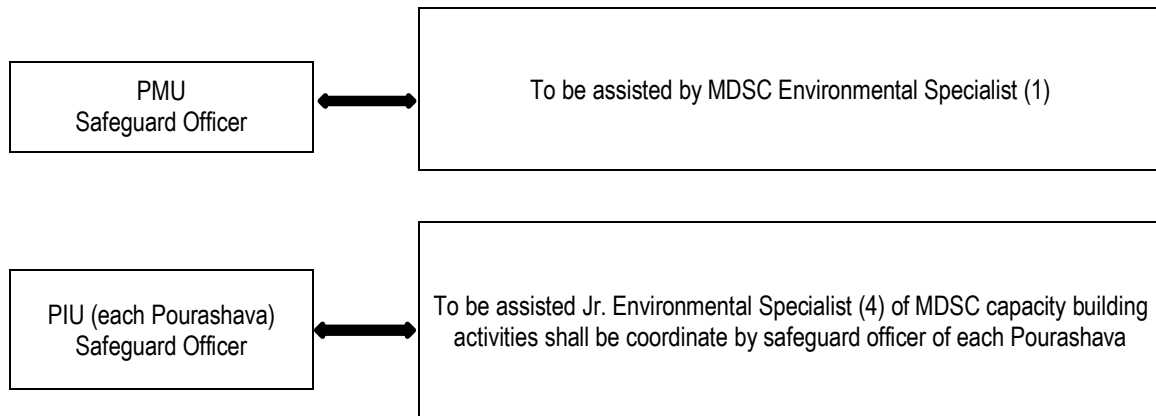 PMU
Safeguard Officer
To be assisted by MDSC Environmental Specialist (1)
PIU (each Pourashava)
Safeguard Officer
To be assisted Jr. Environmental Specialist (4) of MDSC capacity building
activities shall be coordinate by safeguard officer of each Pourashava